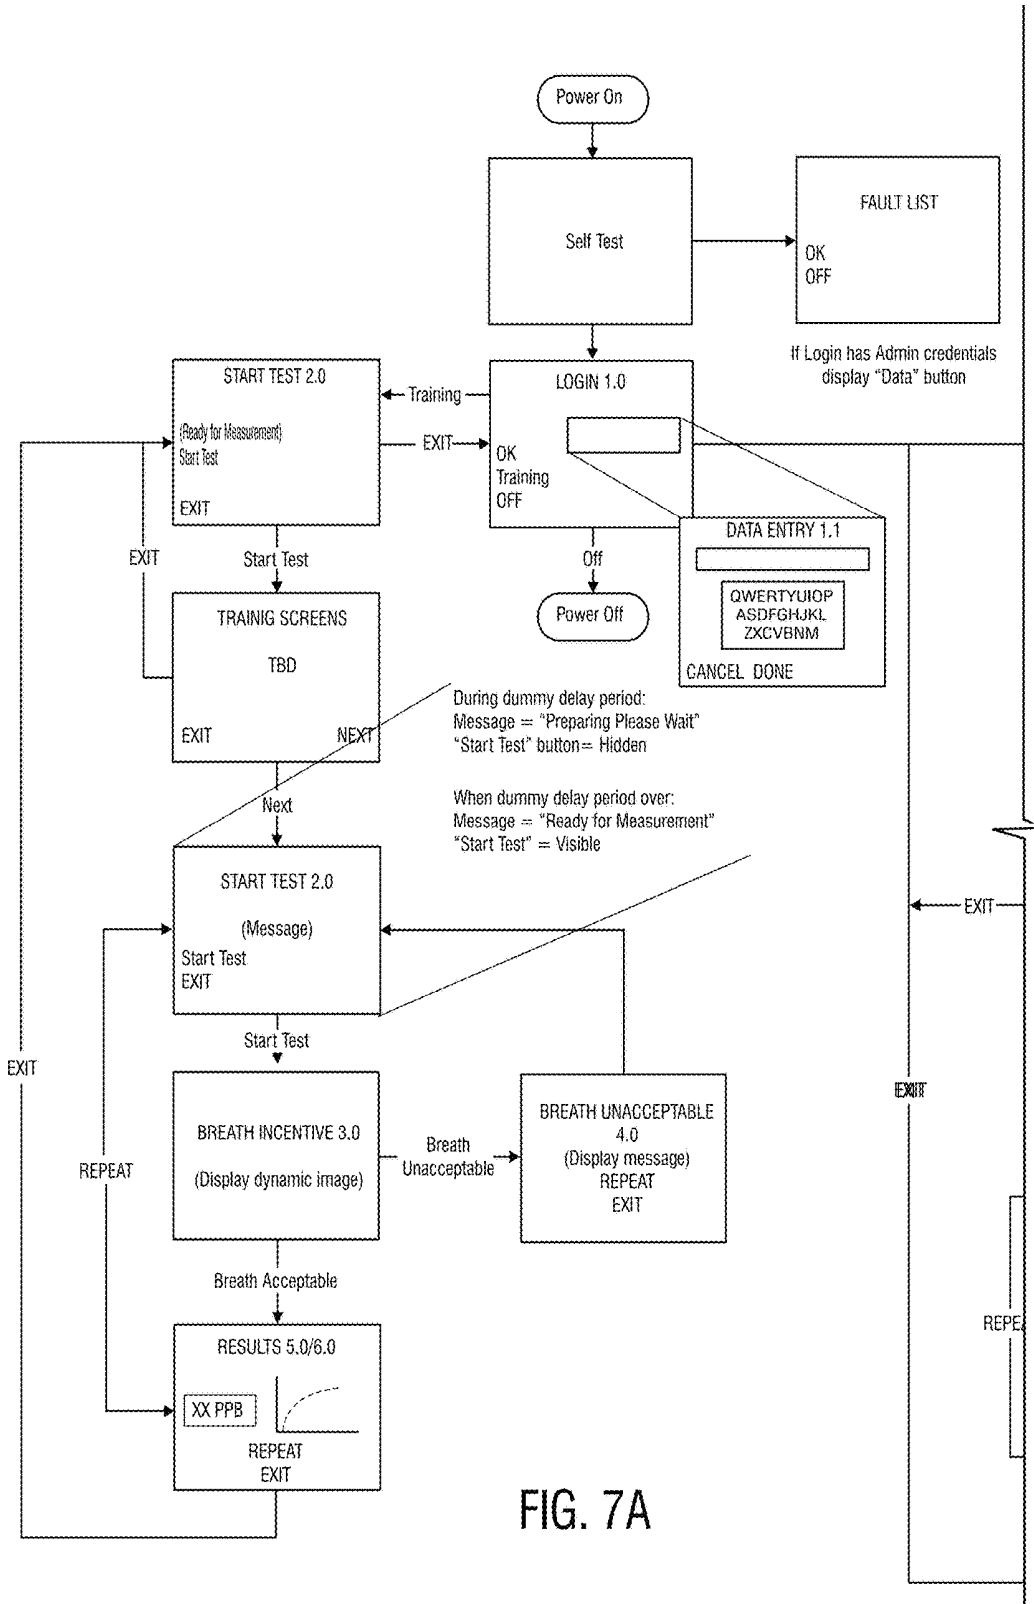 Power On
Self Test
FAULT LIST
OK
OFF
If Login has Admin credentials
display “Data” button
START TEST 2.0
(Ready for Measurement)
Start Test
EXIT
Training
EXIT
LOGIN 1.0
OK
Training
OFF
DATA ENTRY 1.1
QWERTYUIOP
ASDFGHJKL
ZXCVBNM
CANCEL DONE
EXIT
Start Test
Off
Power Off
TRAINIG SCREENS
TBD
EXIT
NEXT
During dummy delay period:
Message = “Preparing Please Wait”
“Start Test” button= Hidden
Next
When dummy delay period over:
Message = “Ready for Measurement”
“Start Test” = Visible
START TEST 2.0
(Message)
Start Test
EXIT
EXIT
Start Test
EXIT
EXIT
BREATH INCENTIVE 3.0
(Display dynamic image)
Breath
Unacceptable
BREATH UNACCEPTABLE
4.0
(Display message)
REPEAT
EXIT
REPEAT
Breath Acceptable
RESULTS 5.0/6.0
XX PPB
REPEAT
EXIT
REPEA
FIG. 7A